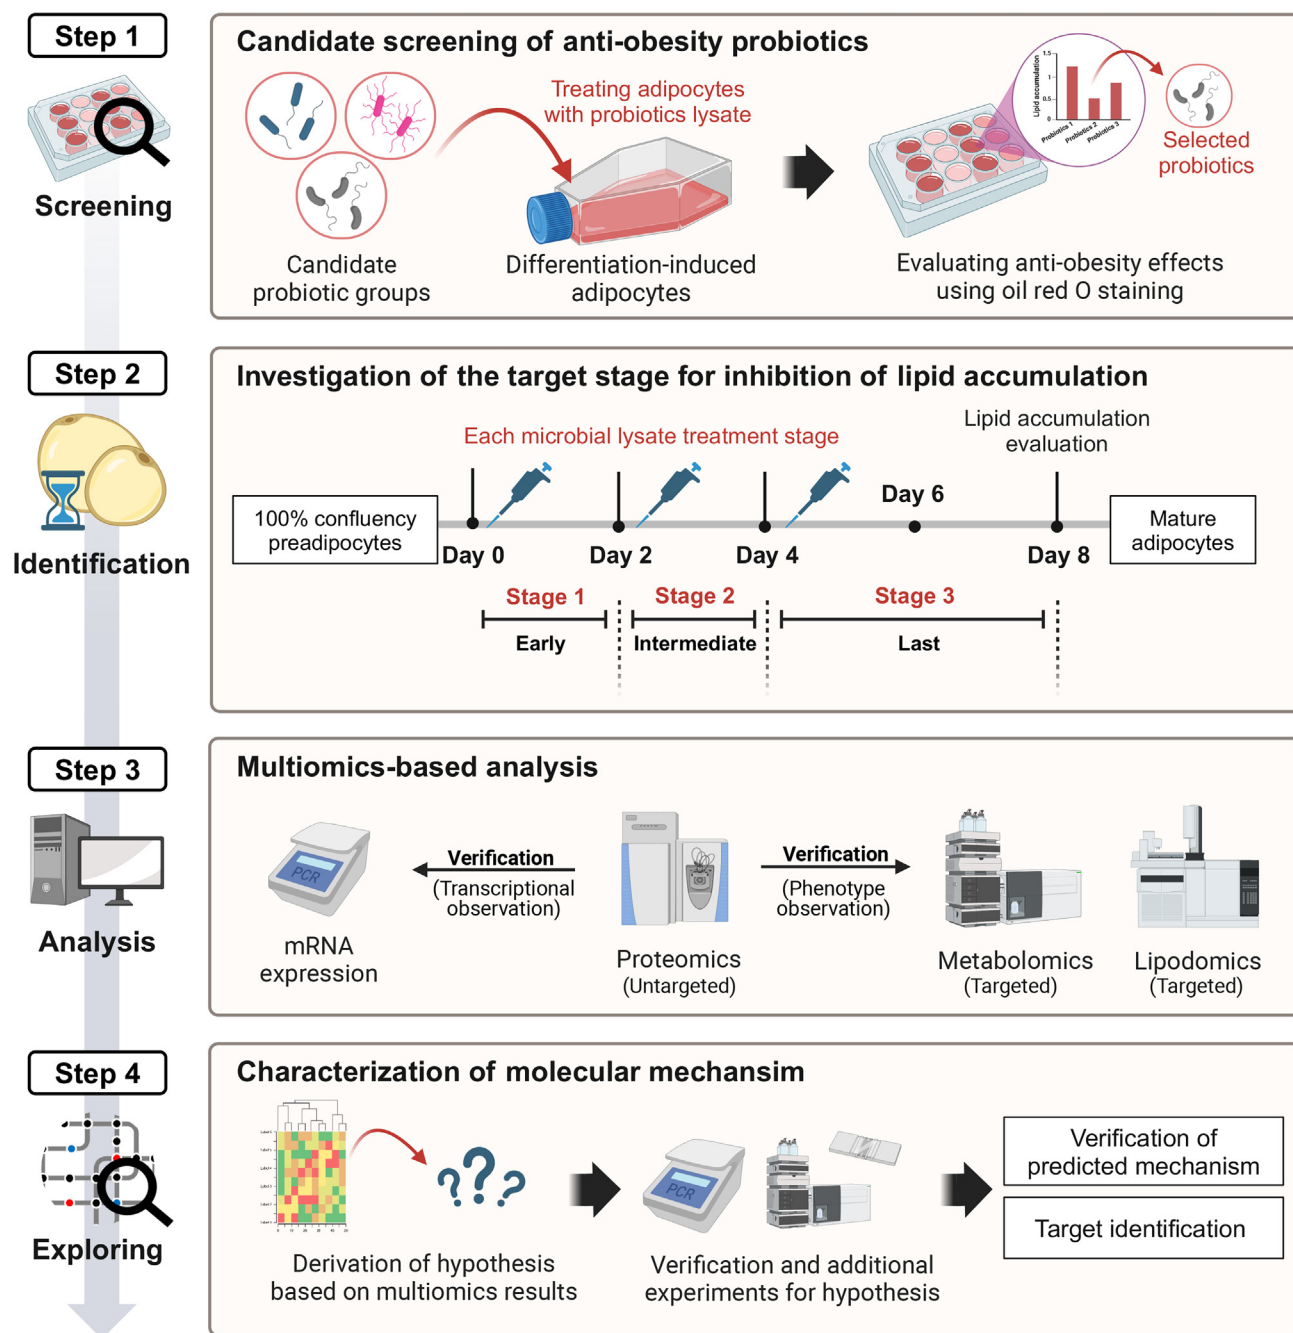 Step 1
Screening
Candidate screening of anti-obesity probiotics
Treating adipocytes
with probiotics lysate
Candidate
probiotic groups
Differentiation-induced
adipocytes
Lipid accumulation
1.5
1
0.5
0
Probiotics 1
Probiotics 2
Probiotics 3
Selected
probiotics
Evaluating anti-obesity effects
using oil red O staining
Step 2
Identification
Investigation of the target stage for inhibition of lipid accumulation
Each microbial lysate treatment stage
Lipid accumulation
evaluation
100% confluency
preadipocytes
Day 0
Day 2
Day 4
Day 6
Day 8
Mature
adipocytes
Stage 1
Early
Stage 2
Intermediate
Stage 3
Last
Step 3
Analysis
Multiomics-based analysis
PCR
mRNA
expression
Verification
(Transcriptional
observation)
Proteomics
(Untargeted)
Verification
(Phenotype
observation)
Metabolomics
(Targeted)
Lipodomics
(Targeted)
Step 4
Exploring
Characterization of molecular mechansim
???
Derivation of hypothesis
based on multiomics results
PCR
Verification and additional
experiments for hypothesis
Verification of
predicted mechanism
Target identification